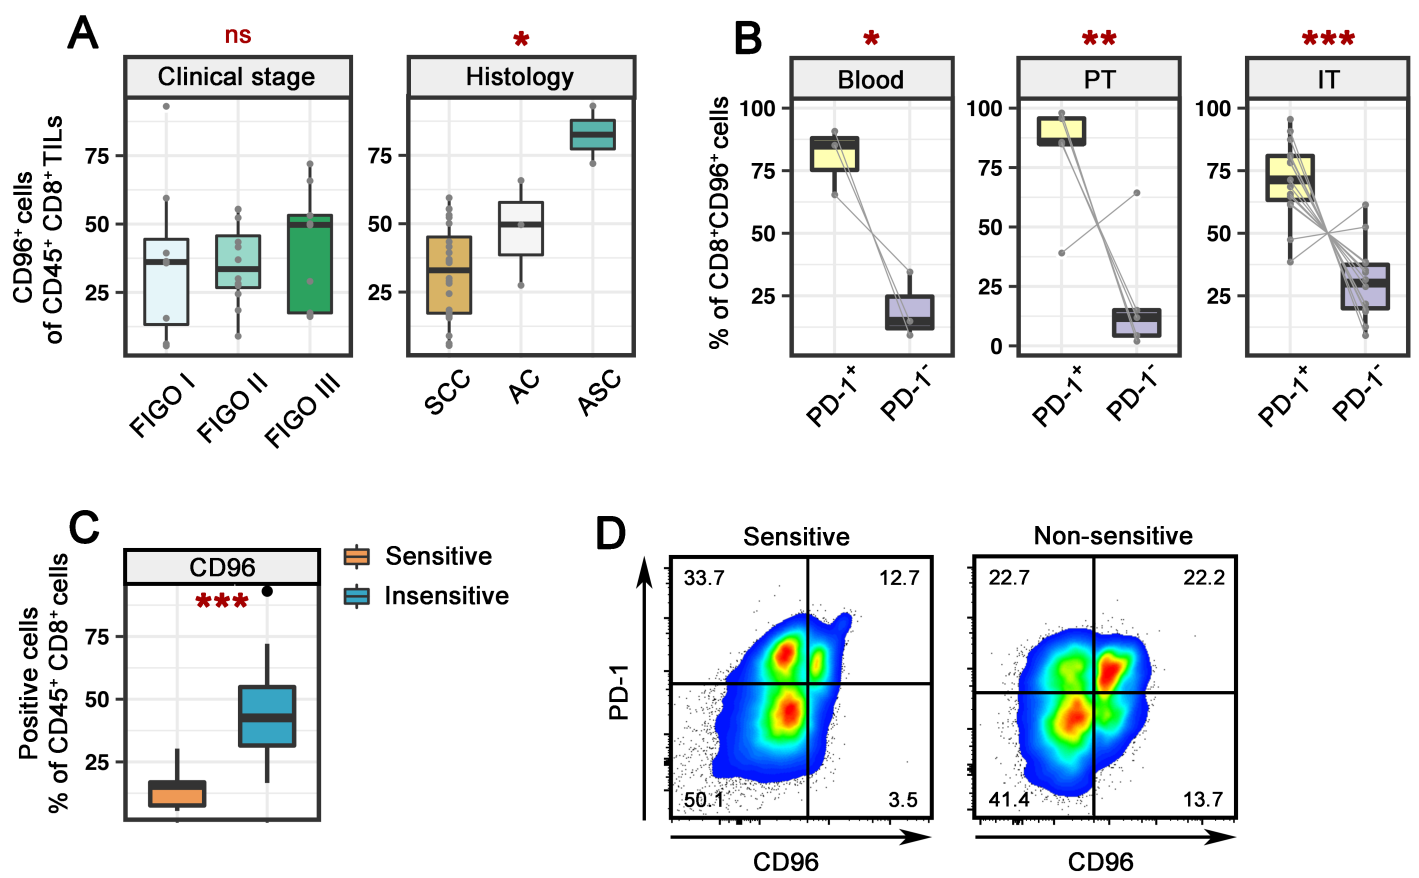 A
ns
*
Clinical stage
Histology
CD96⁺ cells
of CD45⁺ CD8⁺ TILs
75
50
25
75
50
25
FIGO I
FIGO II
FIGO III
SCC
AC
ASC
B
*
**
***
Blood
PT
IT
% of CD8⁺CD96⁺ cells
100
75
50
25
100
75
50
25
0
100
75
50
25
PD-1⁺
PD-1⁻
PD-1⁺
PD-1⁻
PD-1⁺
PD-1⁻
C
CD96
***
Positive cells
% of CD45⁺ CD8⁺ cells
75
50
25
Sensitive
Insensitive
D
Sensitive
Non-sensitive
33.7
12.7
50.1
3.5
22.7
22.2
41.4
13.7
PD-1
CD96
CD96